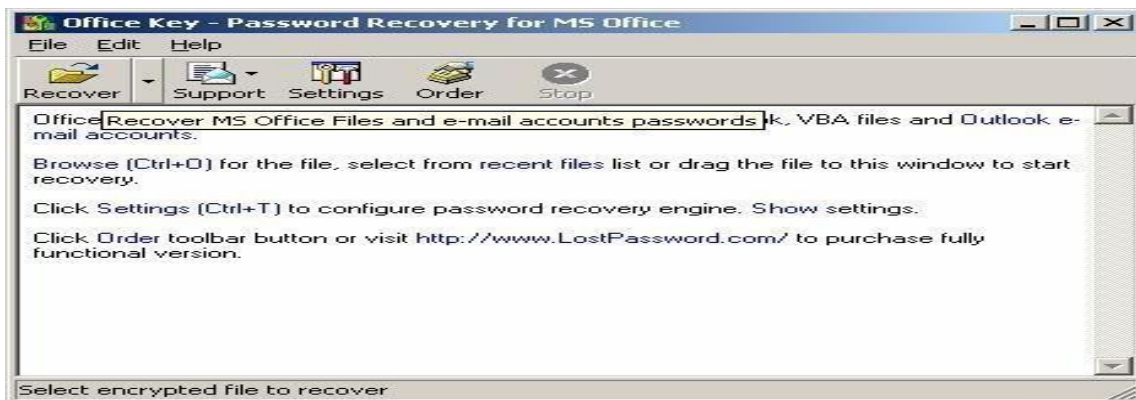 Office Key - Password Recovery for MS Office
File Edit Help
Recover Support Settings Order Stop
Office Recover MS Office Files and e-mail accounts passwords k, VBA files and Outlook e-
mail accounts.
Browse (Ctrl+O) for the file, select from recent files list or drag the file to this window to start
recovery.
Click Settings (Ctrl+T) to configure password recovery engine. Show settings.
Click Order toolbar button or visit http://www.LostPassword.com/ to purchase fully
functional version.
Select encrypted file to recover